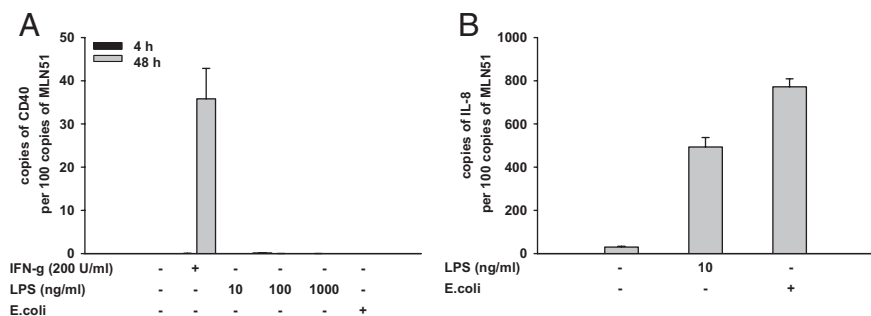 A
copies of CD40
per 100 copies of MLN51
50
40
30
20
10
0
4 h
48 h
IFN-g (200 U/ml) - + - - - -
LPS (ng/ml) - - 10 100 1000 -
E.coli - - - - - +
B
copies of IL-8
per 100 copies of MLN51
1000
800
600
400
200
0
LPS (ng/ml) - 10 -
E.coli - - +